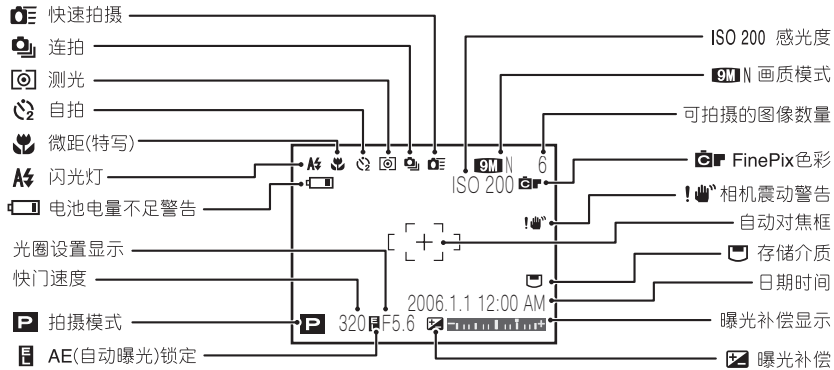 快速拍摄
连拍
测光
自拍
微距(特写)
闪光灯
电池电量不足警告
光圈设置显示
快门速度
P 拍摄模式
EL AE(自动曝光)锁定
A 9M N 6
ISO 200 C F
2006.1.1 12:00 AM
P 320 EL F5.6
ISO 200 感光度
9M N 画质模式
可拍摄的图像数量
C F FinePix色彩
! 相机震动警告
自动对焦框
存储介质
日期时间
曝光补偿显示
曝光补偿